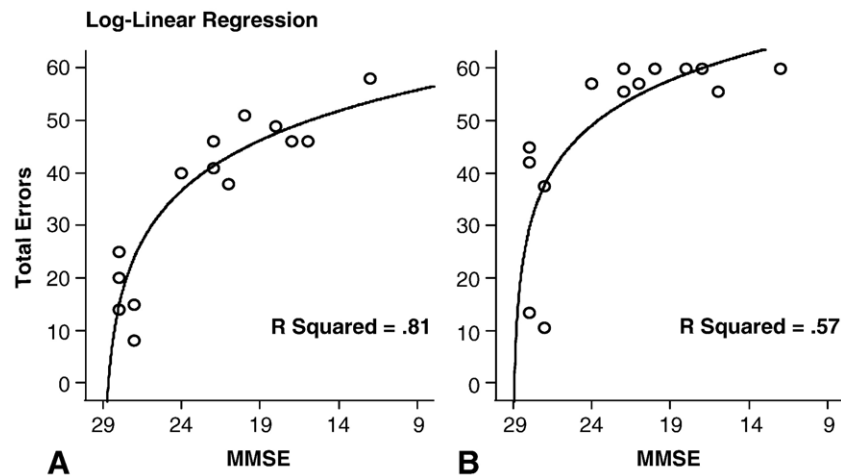 Log-Linear Regression
Total Errors
60
50
40
30
20
10
0
R Squared = .81
29 24 19 14 9
A MMSE
60
50
40
30
20
10
0
R Squared = .57
29 24 19 14 9
B MMSE